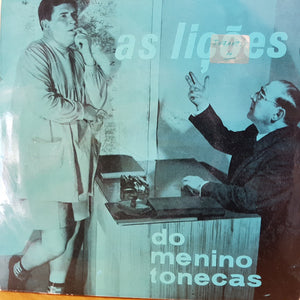 as lições
do
menino
tonecas